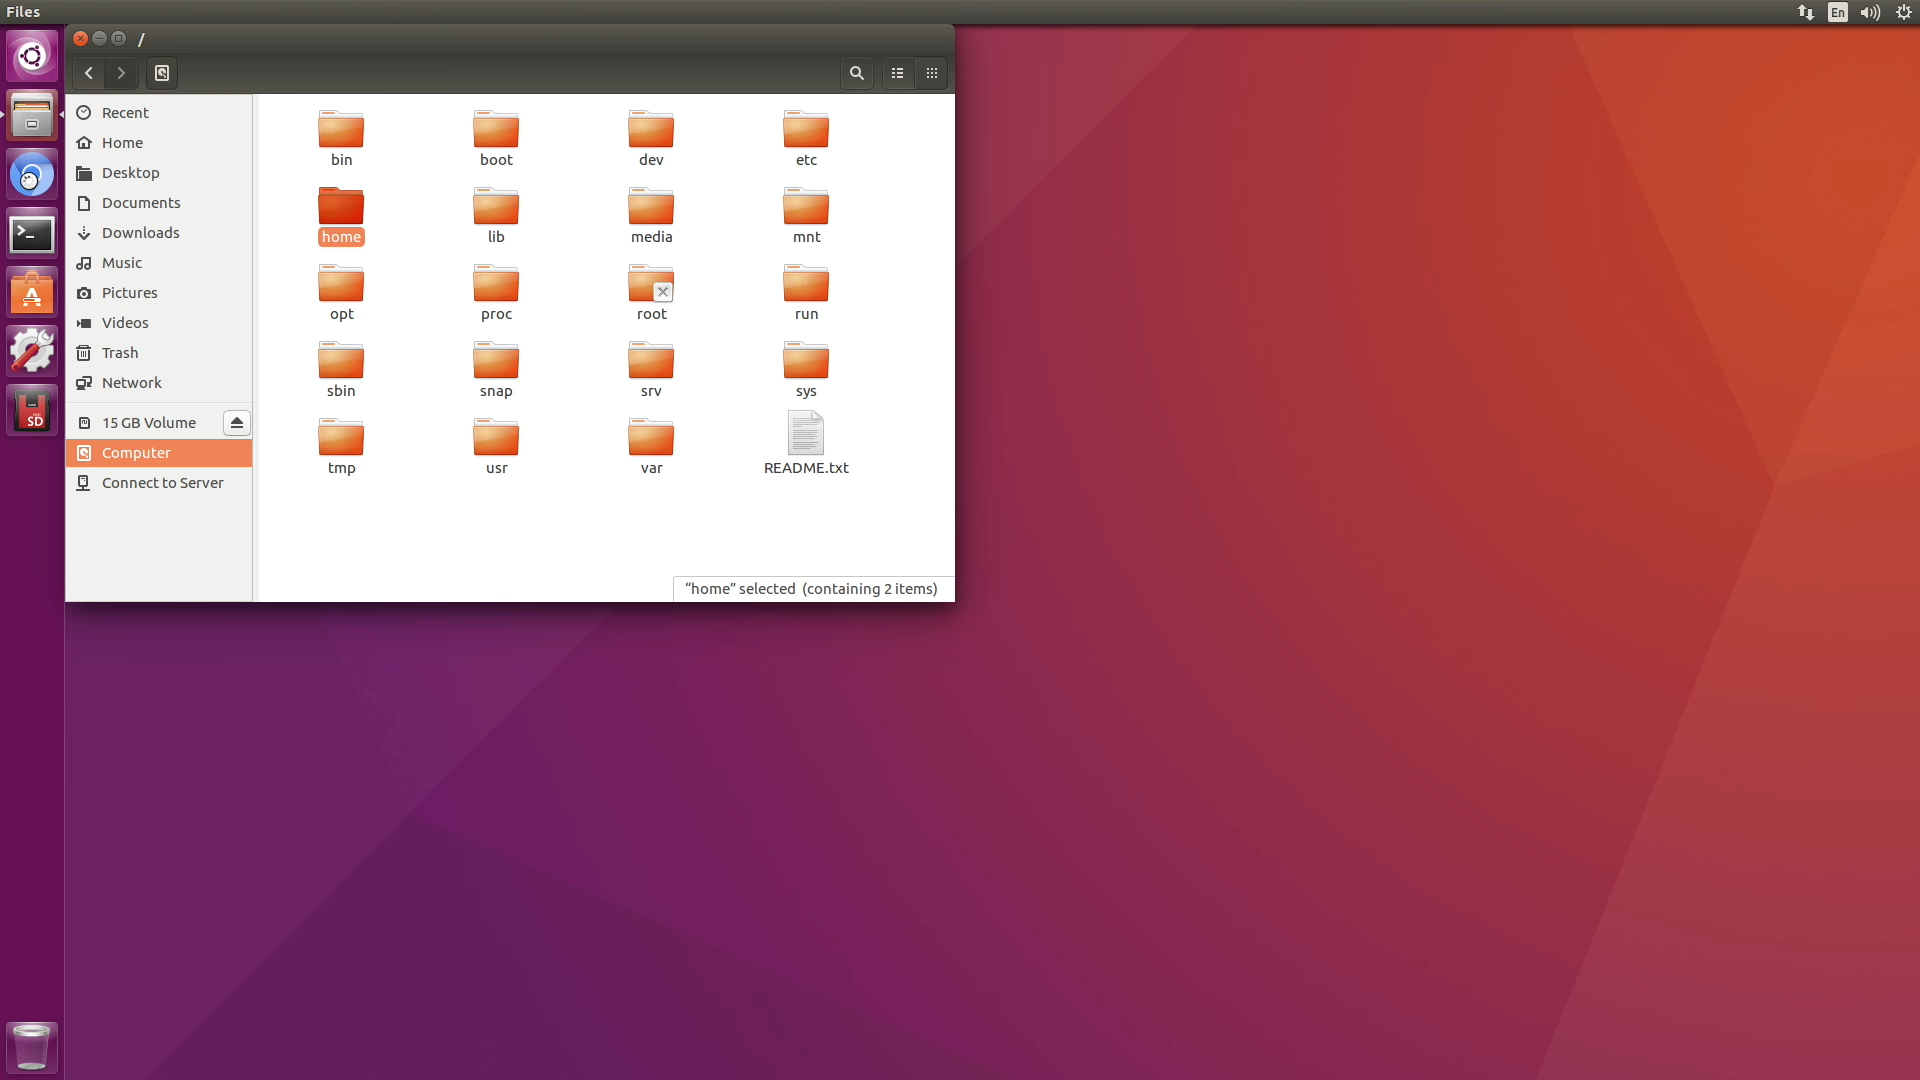 Files
En
/
Recent
Home
Desktop
Documents
Downloads
Music
Pictures
Videos
Trash
Network
15 GB Volume
Computer
Connect to Server
bin boot dev etc
home lib media mnt
opt proc root run
sbin snap srv sys
tmp usr var README.txt
“home” selected (containing 2 items)
>_
A
SD